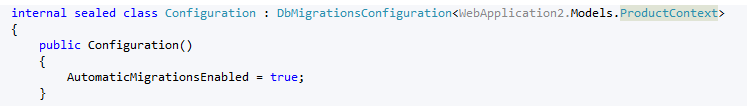 internal sealed class Configuration : DbMigrationsConfiguration<WebApplication2.Models.ProductContext>
{
    public Configuration()
    {
        AutomaticMigrationsEnabled = true;
    }